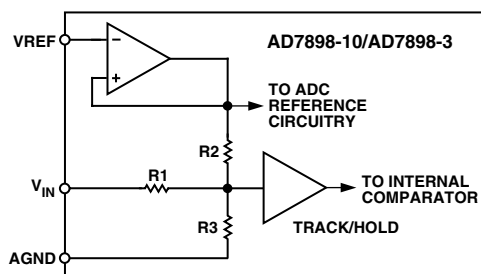 AD7898-10/AD7898-3
VREF
−
+
TO ADC
REFERENCE
CIRCUITRY
R2
VIN
R1
TO INTERNAL
COMPARATOR
R3
TRACK/HOLD
AGND